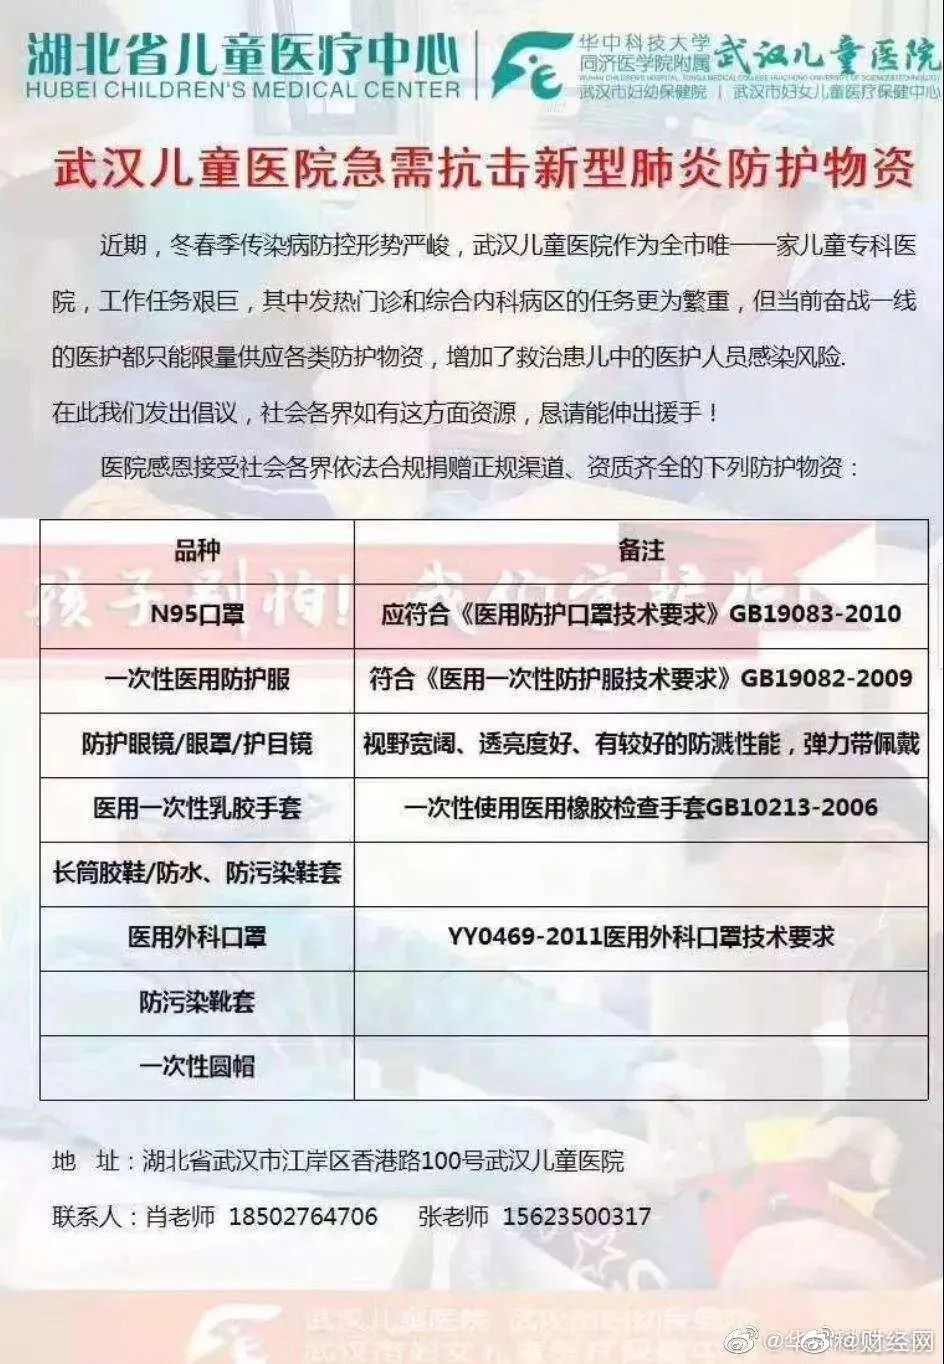 湖北省儿童医疗中心
HUBEI CHILDREN'S MEDICAL CENTER
华中科技大学
同济医学院附属
武汉儿童医院
WUHAN CHILDREN'S HOSPITAL, TONGJI MEDICAL COLLEGE, HUAZHONG UNIVERSITY OF SCIENCE&TECHNOLOGY
武汉市妇幼保健院 | 武汉市妇女儿童医疗保健中心
武汉儿童医院急需抗击新型肺炎防护物资
近期，冬春季传染病防控形势严峻，武汉儿童医院作为全市唯一一家儿童专科医
院，工作任务艰巨，其中发热门诊和综合内科病区的任务更为繁重，但当前奋战一线
的医护都只能限量供应各类防护物资，增加了救治患儿中的医护人员感染风险.
在此我们发出倡议，社会各界如有这方面资源，恳请能伸出援手！
医院感恩接受社会各界依法合规捐赠正规渠道、资质齐全的下列防护物资：
品种 备注
N95口罩 应符合《医用防护口罩技术要求》GB19083-2010
一次性医用防护服 符合《医用一次性防护服技术要求》GB19082-2009
防护眼镜/眼罩/护目镜 视野宽阔、透亮度好、有较好的防溅性能，弹力带佩戴
医用一次性乳胶手套 一次性使用医用橡胶检查手套GB10213-2006
长筒胶鞋/防水、防污染鞋套
医用外科口罩 YY0469-2011医用外科口罩技术要求
防污染靴套
一次性圆帽
孩子别怕！我们守护你！
地 址：湖北省武汉市江岸区香港路100号武汉儿童医院
联系人：肖老师 18502764706 张老师 15623500317
武汉儿童医院
@财经网